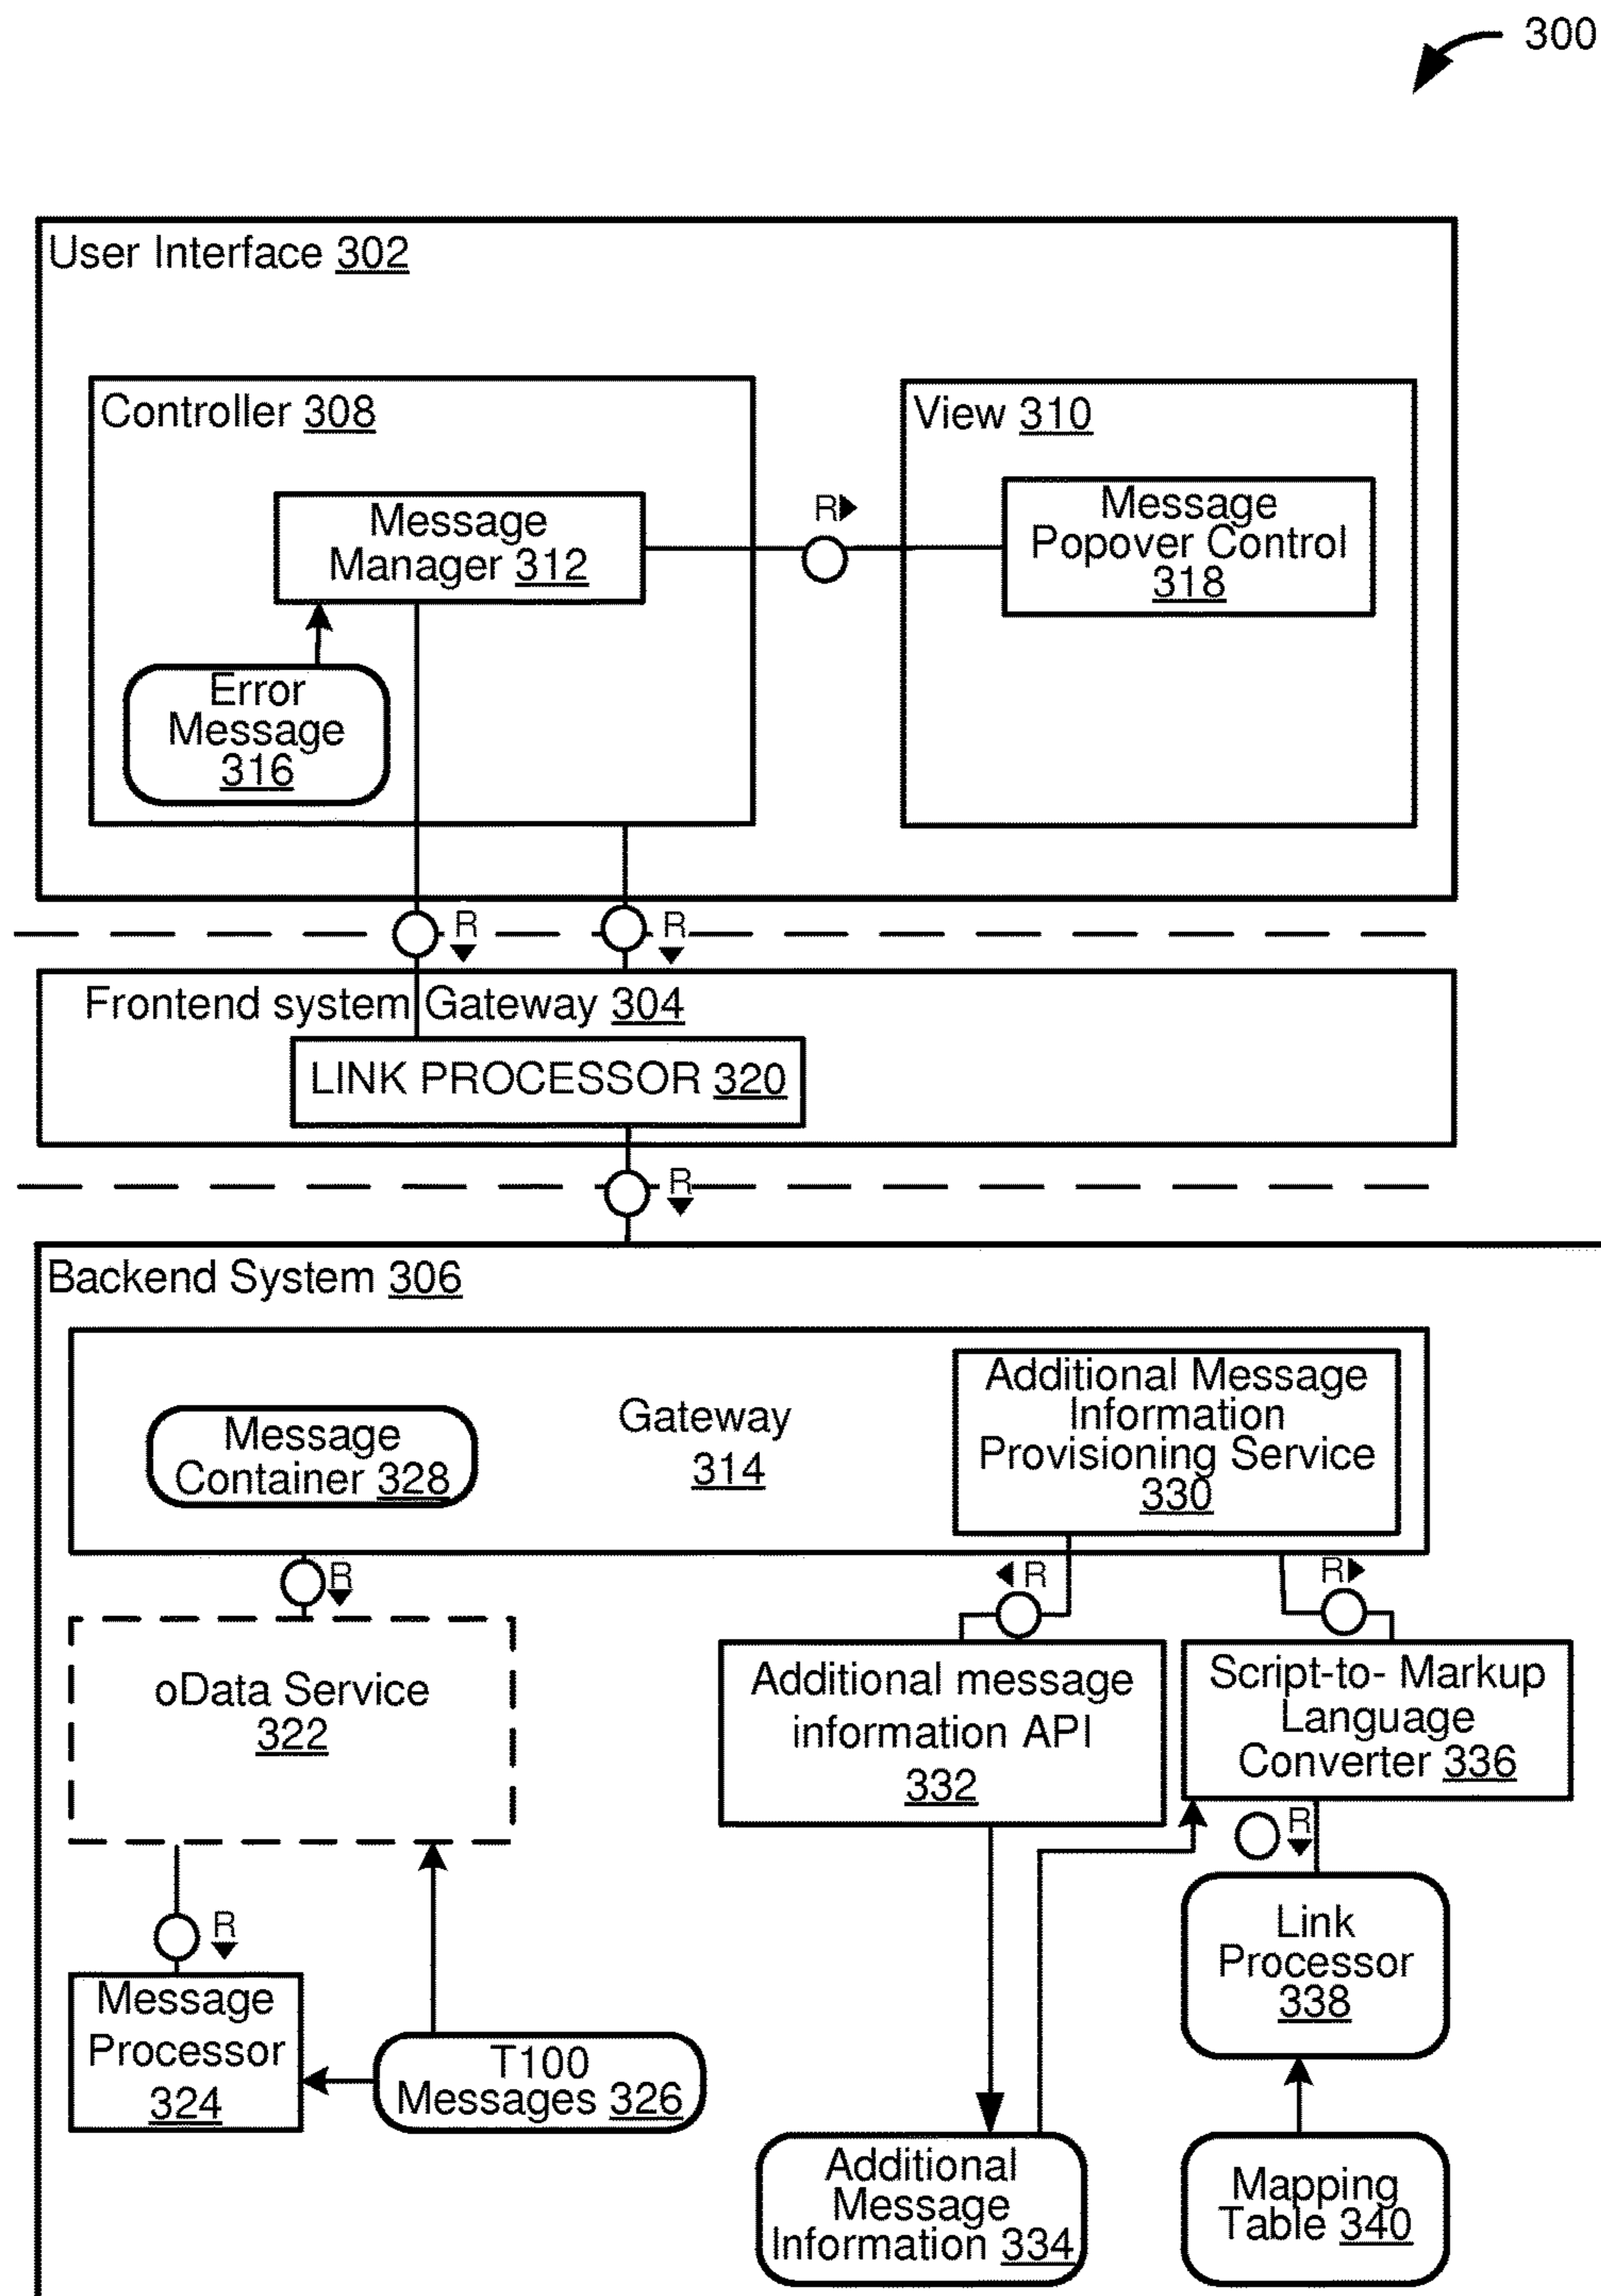 300
User Interface 302
Controller 308
View 310
Message
Manager 312
R
Message
Popover Control
318
Error
Message
316
R
R
Frontend system Gateway 304
LINK PROCESSOR 320
R
Backend System 306
Message
Container 328
Gateway
314
Additional Message
Information
Provisioning Service
330
R
R
R
oData Service
322
Additional message
information API
332
Script-to- Markup
Language
Converter 336
R
R
Message
Processor
324
T100
Messages 326
Link
Processor
338
Additional
Message
Information 334
Mapping
Table 340